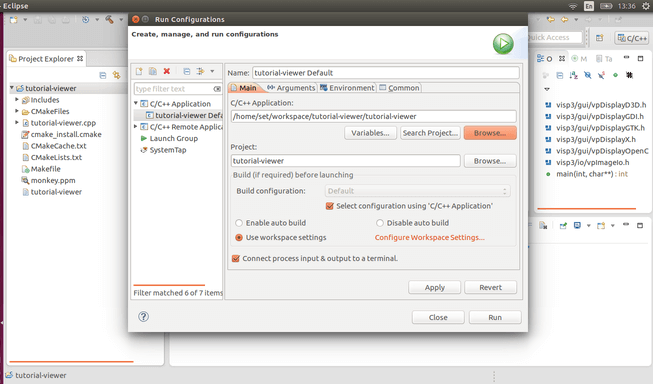 Eclipse
En
13:36
Run Configurations
Create, manage, and run configurations
Quick Access
C/C++
Project Explorer
tutorial-viewer
Includes
CMakeFiles
tutorial-viewer.cpp
cmake_install.cmake
CMakeCache.txt
CMakeLists.txt
Makefile
monkey.ppm
tutorial-viewer
type filter text
C/C++ Application
tutorial-viewer Defa
C/C++ Remote Applica
Launch Group
SystemTap
Filter matched 6 of 7 items
Name: tutorial-viewer Default
Main Arguments Environment Common
C/C++ Application:
/home/set/workspace/tutorial-viewer/tutorial-viewer
Variables... Search Project... Browse...
Project:
tutorial-viewer Browse...
Build (if required) before launching
Build configuration: Default
Select configuration using 'C/C++ Application'
Enable auto build Disable auto build
Use workspace settings Configure Workspace Settings...
Connect process input & output to a terminal.
Apply Revert
Close Run
O M Ta
visp3/gui/vpDisplayD3D.h
visp3/gui/vpDisplayGDI.h
visp3/gui/vpDisplayGTK.h
visp3/gui/vpDisplayX.h
visp3/gui/vpDisplayOpenC
visp3/io/vpImageIo.h
main(int, char**) : int
tutorial-viewer